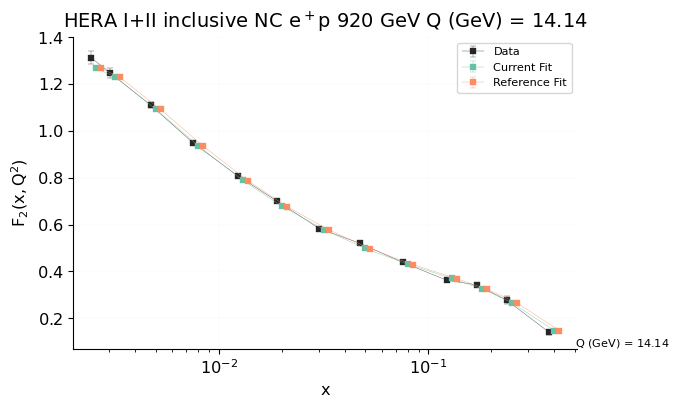 HERA I+II inclusive NC e⁺p 920 GeV Q (GeV) = 14.14
Data
Current Fit
Reference Fit
F₂(x, Q²)
1.4
1.2
1.0
0.8
0.6
0.4
0.2
10⁻²
10⁻¹
x
Q (GeV) = 14.14